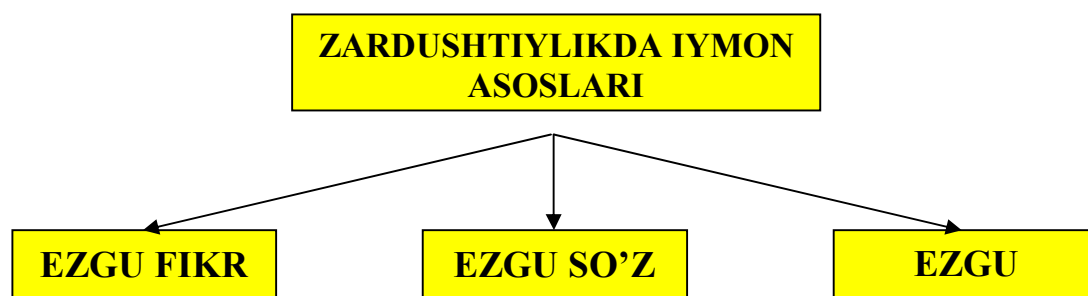 ZARDUSHTIYLIKDA IYMON
ASOSLARI
EZGU FIKR
EZGU SO’Z
EZGU